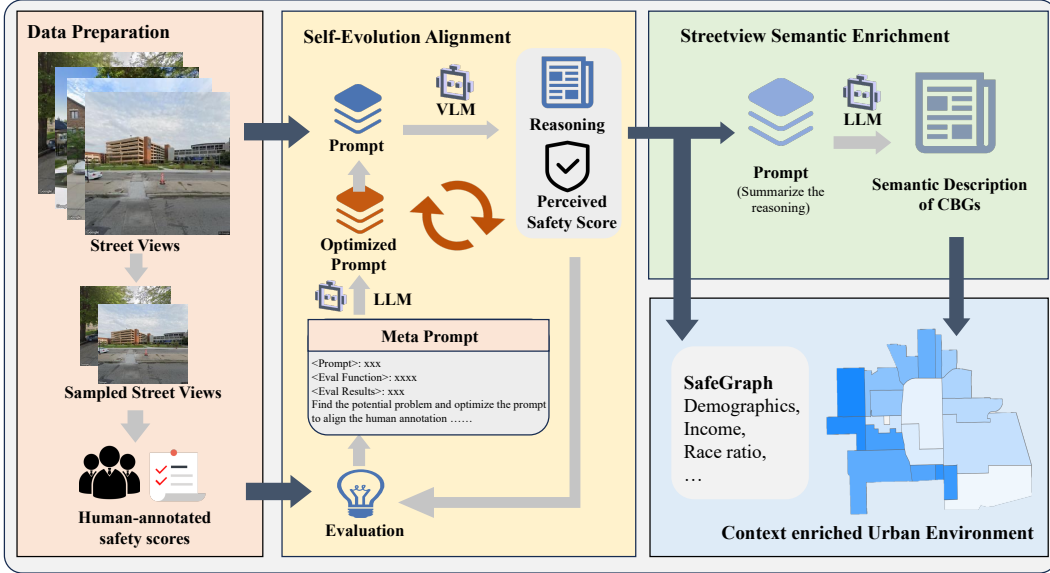 Data Preparation
Street Views
Sampled Street Views
Human-annotated
safety scores
Self-Evolution Alignment
VLM
Prompt
Reasoning
Perceived
Safety Score
Optimized
Prompt
LLM
Meta Prompt
<Prompt>: xxx
<Eval Function>: xxxx
<Eval Results>: xxx
Find the potential problem and optimize the prompt
to align the human annotation ……
Evaluation
Streetview Semantic Enrichment
LLM
Prompt
(Summarize the
reasoning)
Semantic Description
of CBGs
SafeGraph
Demographics,
Income,
Race ratio,
…
Context enriched Urban Environment